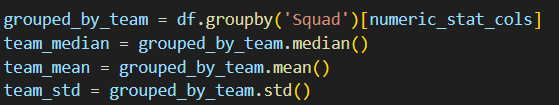 grouped_by_team = df.groupby('Squad')[numeric_stat_cols]
team_median = grouped_by_team.median()
team_mean = grouped_by_team.mean()
team_std = grouped_by_team.std()